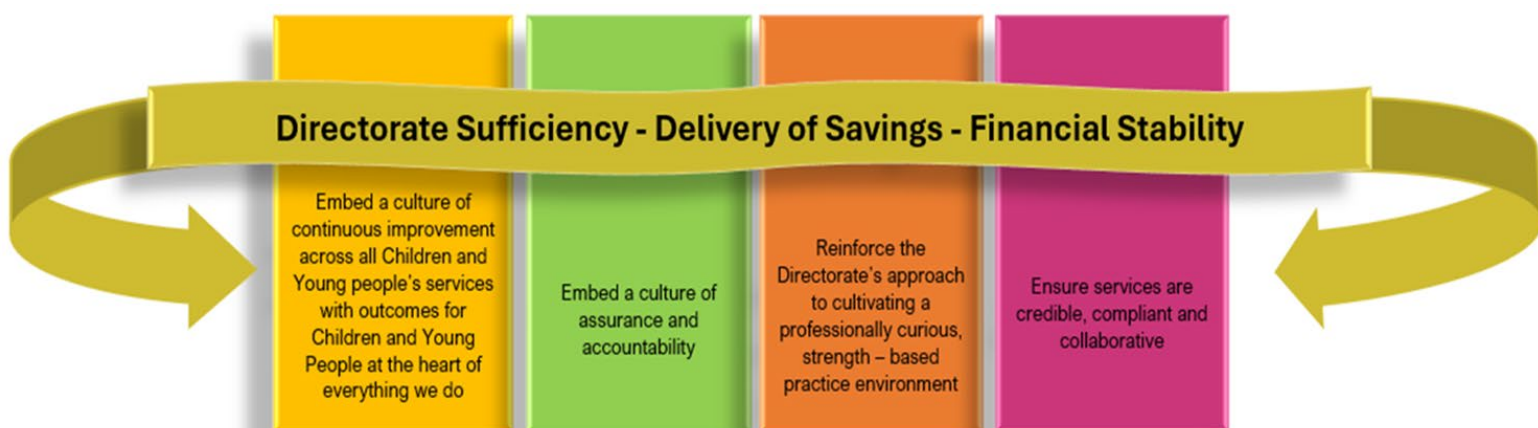 Directorate Sufficiency - Delivery of Savings - Financial Stability
Embed a culture of
continuous improvement
across all Children and
Young people's services
with outcomes for
Children and Young
People at the heart of
everything we do
Embed a culture of
assurance and
accountability
Reinforce the
Directorate's approach
to cultivating a
professionally curious,
strength – based
practice environment
Ensure services are
credible, compliant and
collaborative